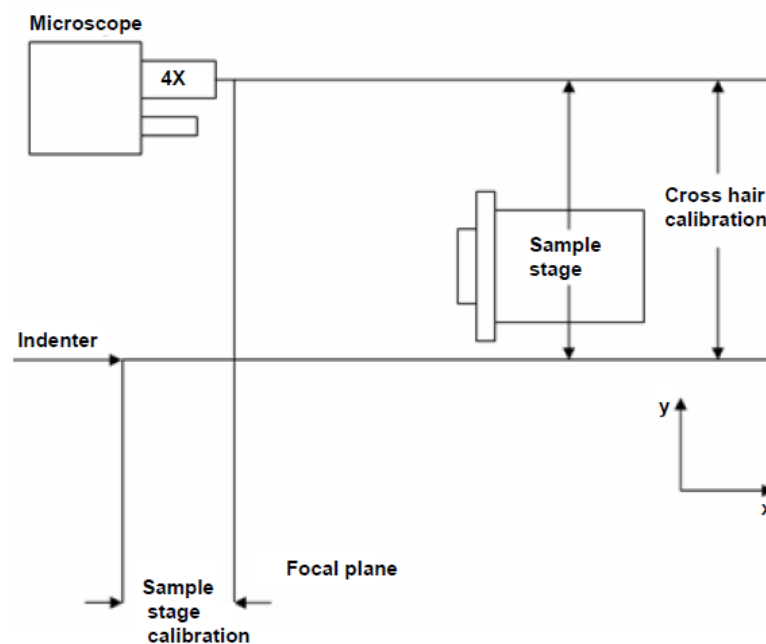 Microscope
4X
Cross hair
calibration
Sample
stage
Indenter
y
x
Focal plane
Sample
stage
calibration